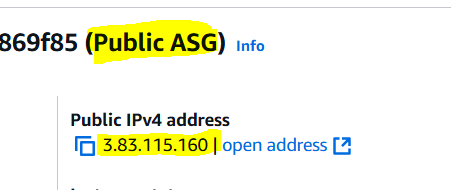 869f85 (Public ASG) Info
Public IPv4 address
3.83.115.160 | open address